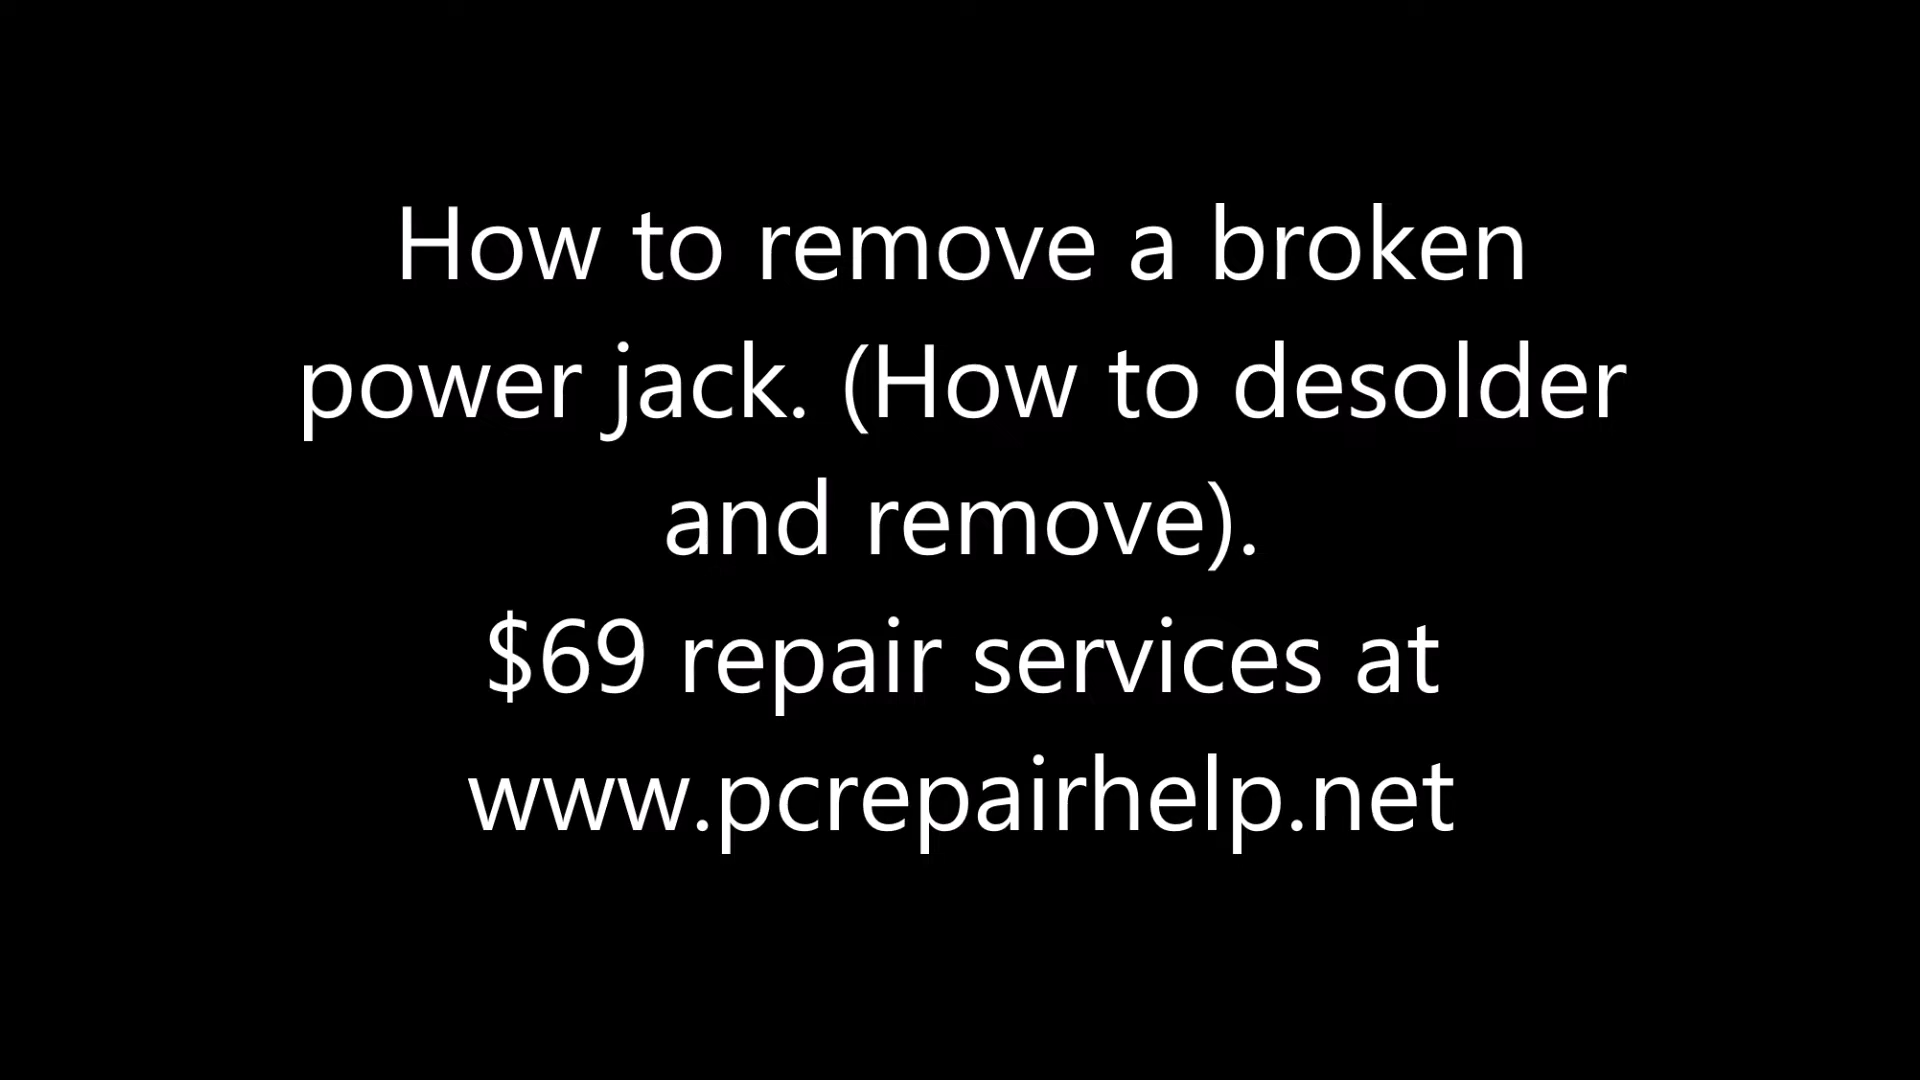 How to remove a broken
power jack. (How to desolder
and remove).
$69 repair services at
www.pcrepairhelp.net